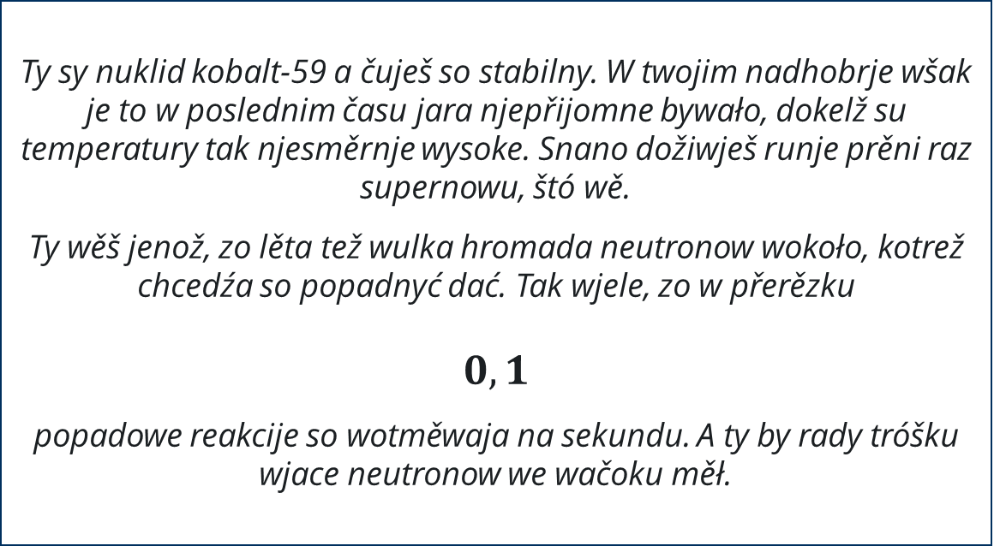 Ty sy nuklid kobalt-59 a čuješ so stabilny. W twojim nadhobrje wšak
je to w poslednim času jara njepřijomne bywało, dokelž su
temperatury tak njesměrnje wysoke. Snano dožiwješ runje prěni raz
supernowu, štó wě.
Ty wěš jenož, zo lěta tež wulka hromada neutronow wokoło, kotrež
chcedźa so popadnyć dać. Tak wjele, zo w přerězku
0, 1
popadowe reakcije so wotměwaja na sekundu. A ty by rady tróšku
wjace neutronow we wačoku měł.